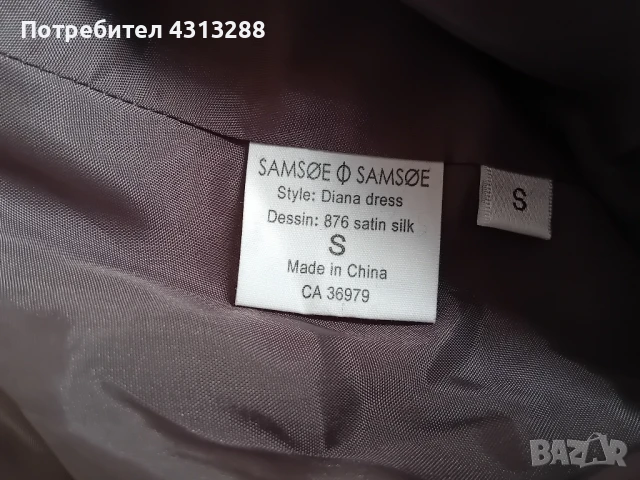 Потребител 4313288
SAMSØE Φ SAMSØE
Style: Diana dress
Dessin: 876 satin silk
S
Made in China
CA 36979
S
BAZAR